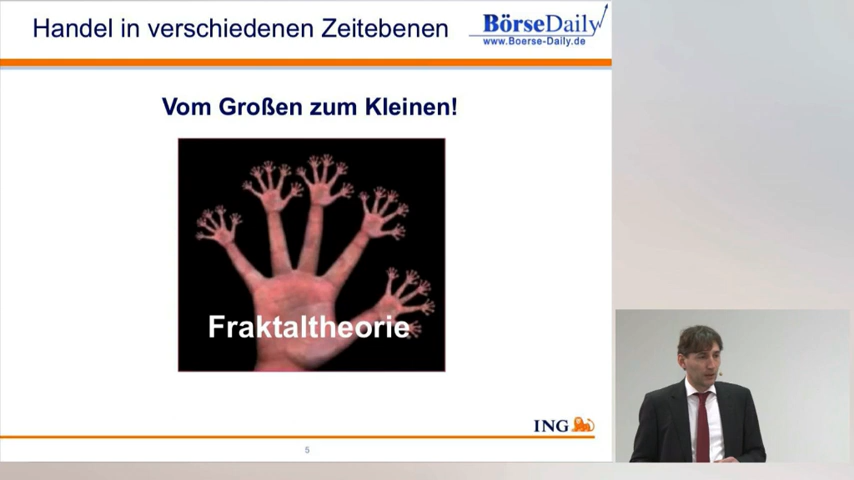 Handel in verschiedenen Zeitebenen
BörseDaily
www.Boerse-Daily.de
Vom Großen zum Kleinen!
Fraktaltheorie
ING
5